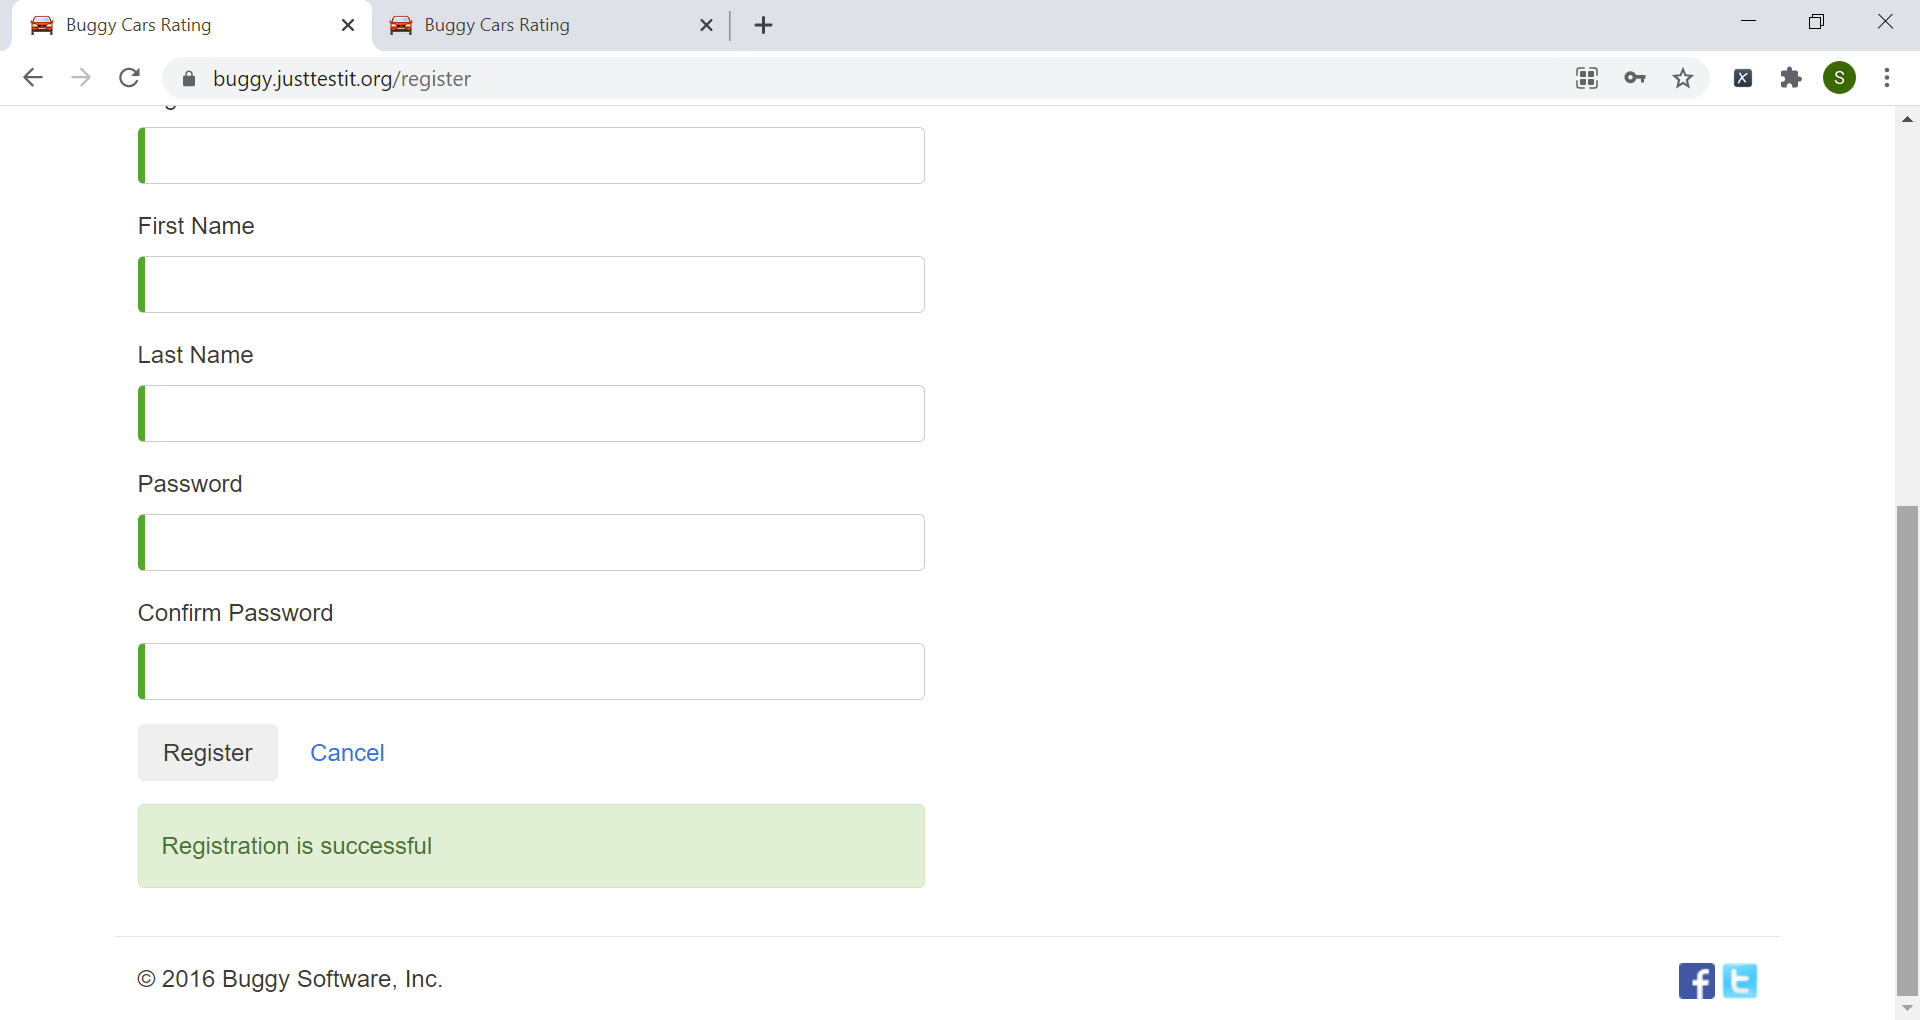 Buggy Cars Rating
Buggy Cars Rating
buggy.justtestit.org/register
S
First Name
Last Name
Password
Confirm Password
Register Cancel
Registration is successful
© 2016 Buggy Software, Inc.